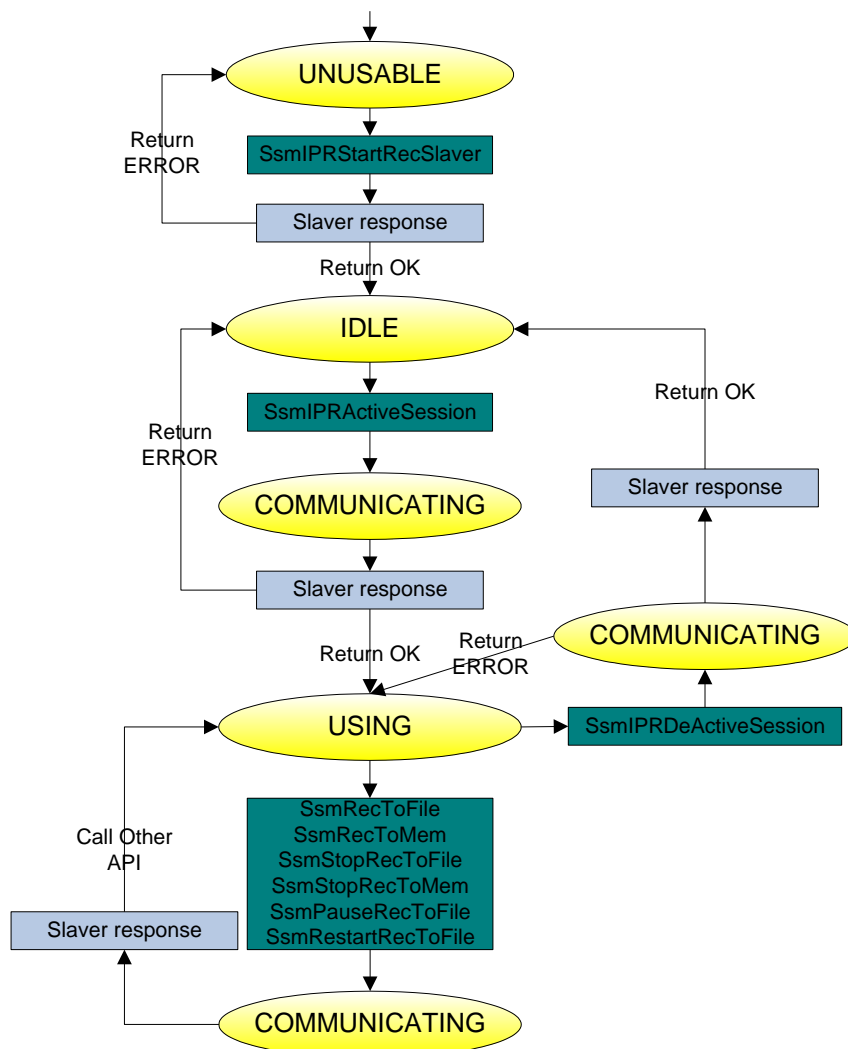 UNUSABLE
Return
ERROR
SsmIPRStartRecSlaver
Slaver response
Return OK
IDLE
SsmIPRActiveSession
Return OK
Return
ERROR
COMMUNICATING
Slaver response
Slaver response
Return OK
Return
ERROR
COMMUNICATING
USING
SsmIPRDeActiveSession
SsmRecToFile
SsmRecToMem
SsmStopRecToFile
SsmStopRecToMem
SsmPauseRecToFile
SsmRestartRecToFile
Call Other
API
Slaver response
COMMUNICATING